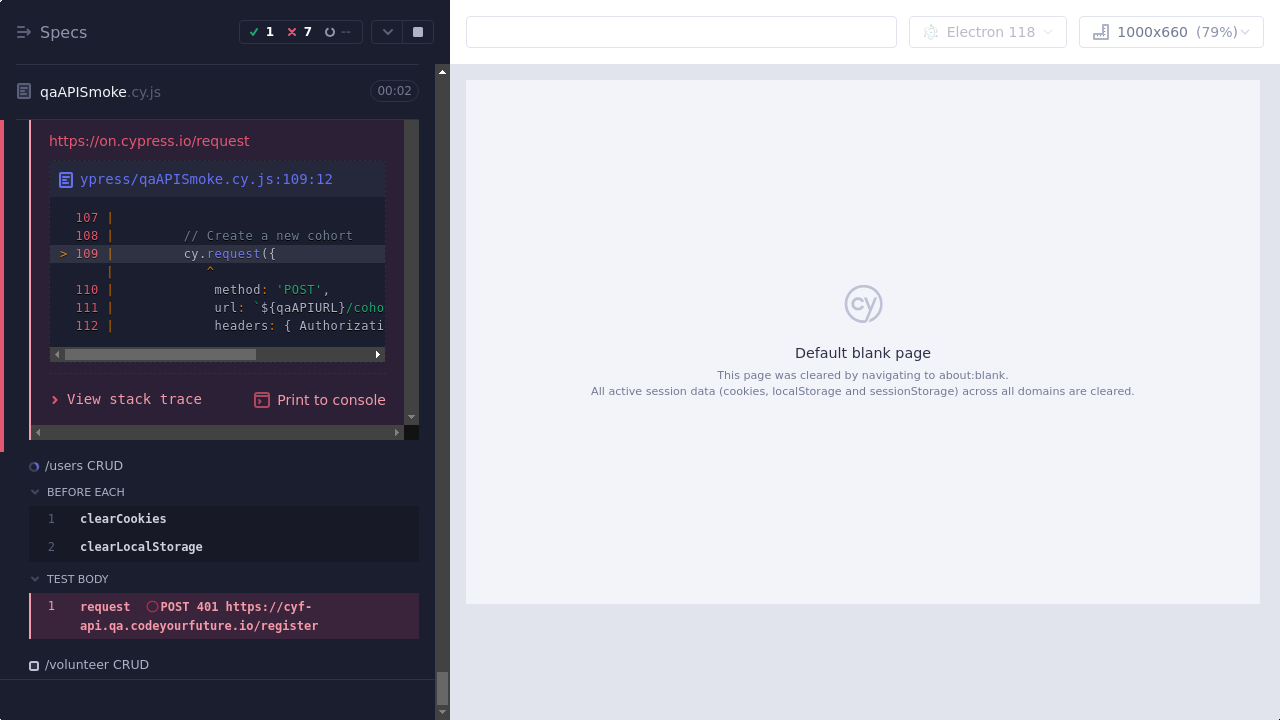 Specs
1
7
--
Electron 118
1000x660 (79%)
qaAPISmoke.cy.js
00:02
https://on.cypress.io/request
ypress/qaAPISmoke.cy.js:109:12
107 |
108 |         // Create a new cohort
> 109 |         cy.request({
|            ^
110 |             method: 'POST',
111 |             url: `${qaAPIURL}/coho
112 |             headers: { Authorizati
View stack trace
Print to console
/users CRUD
BEFORE EACH
1 clearCookies
2 clearLocalStorage
TEST BODY
1 request POST 401 https://cyf-
api.qa.codeyourfuture.io/register
/volunteer CRUD
cy
Default blank page
This page was cleared by navigating to about:blank.
All active session data (cookies, localStorage and sessionStorage) across all domains are cleared.